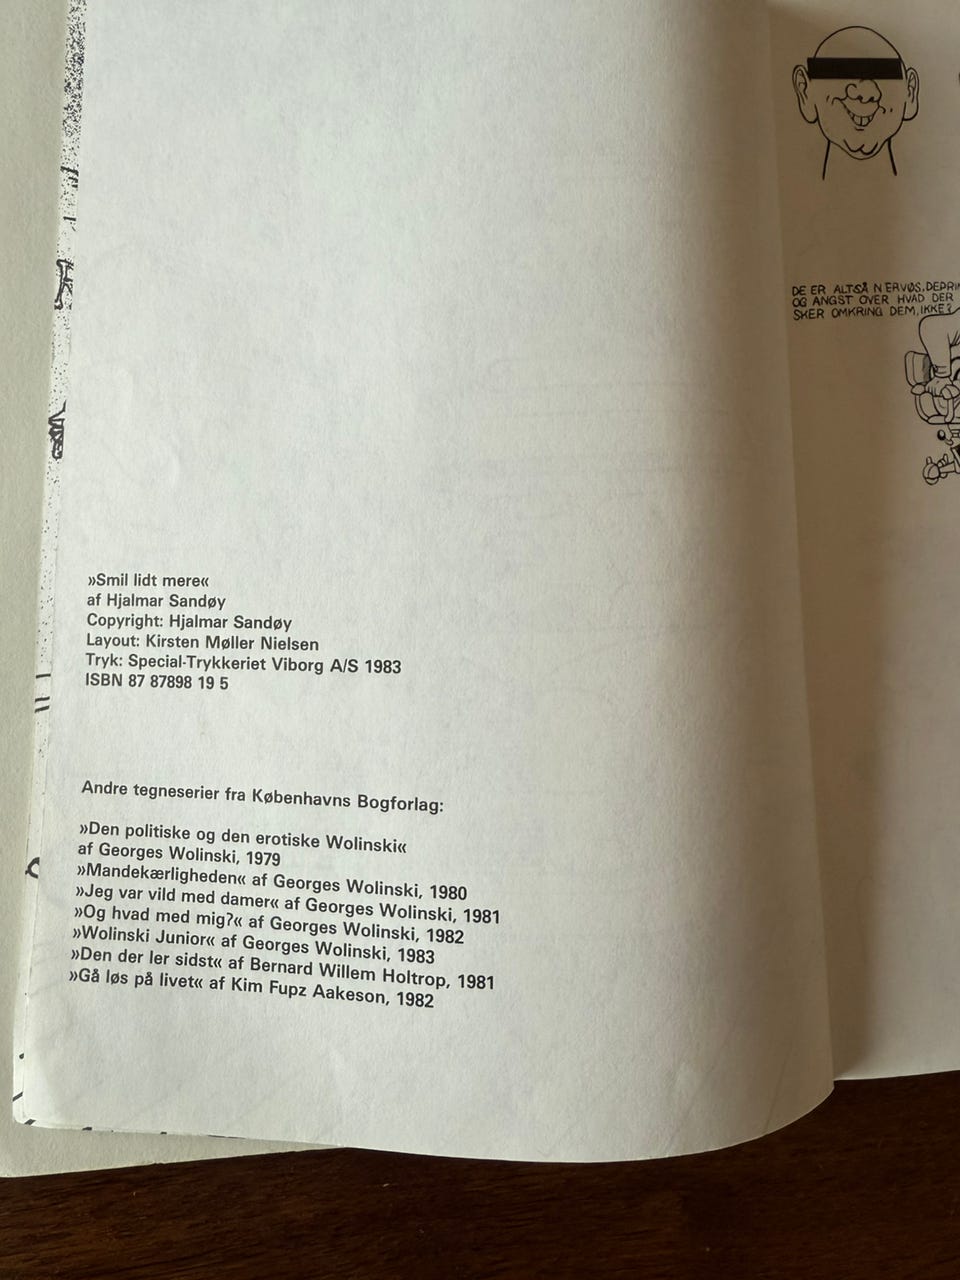 »Smil lidt mere«
af Hjalmar Sandøy
Copyright: Hjalmar Sandøy
Layout: Kirsten Møller Nielsen
Tryk: Special-Trykkeriet Viborg A/S 1983
ISBN 87 87898 19 5
Andre tegneserier fra Københavns Bogforlag:
»Den politiske og den erotiske Wolinski«
af Georges Wolinski, 1979
»Mandekærligheden« af Georges Wolinski, 1980
»Jeg var vild med damer« af Georges Wolinski, 1981
»Og hvad med mig?« af Georges Wolinski, 1982
»Wolinski Junior« af Georges Wolinski, 1983
»Den der ler sidst« af Bernard Willem Holtrop, 1981
»Gå løs på livet« af Kim Fupz Aakeson, 1982
DE ER ALTSÅ NERVØS,
OG ANGST OVER HVAD DER
SKER OMKRING DEM, IKKE?